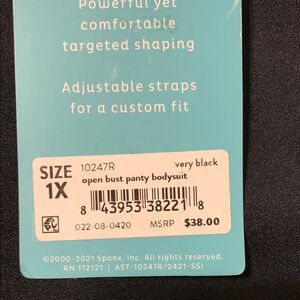 Powerful yet
comfortable
targeted shaping
Adjustable straps
for a custom fit
SIZE
1X
10247R
very black
open bust panty bodysuit
8 43953 38221 8
022-08-0420
MSRP $38.00
©2000-2021 Spanx, Inc. All rights reserved.
RN 112121 | AST-10247R/0421-SSI